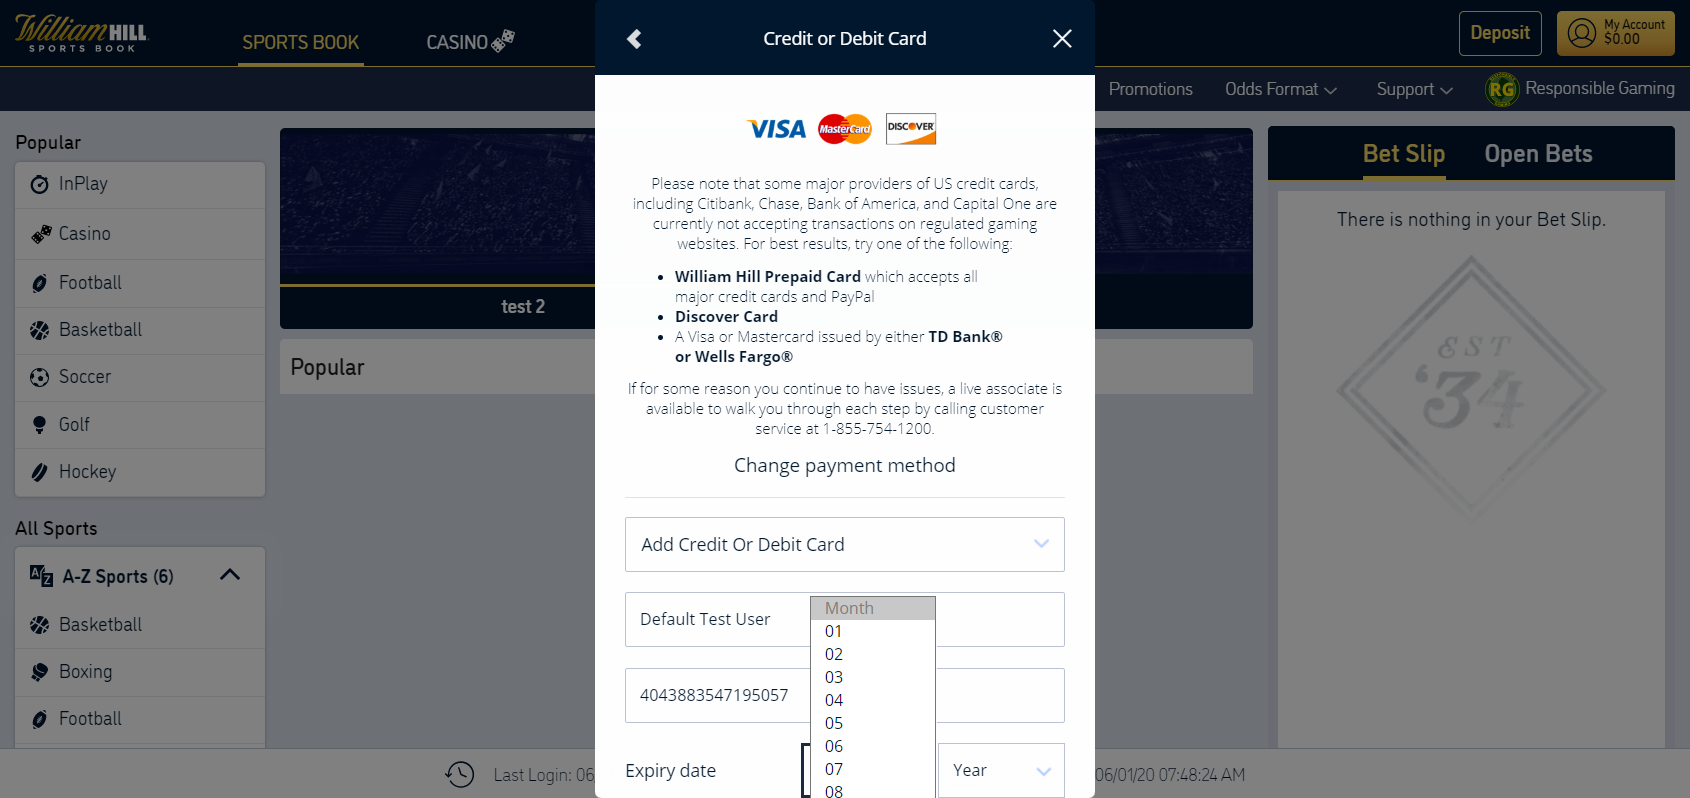 William HILL
SPORTS BOOK
SPORTS BOOK
CASINO
Credit or Debit Card
Deposit
My Account
$0.00
Promotions
Odds Format
Support
RG
Responsible Gaming
Popular
InPlay
Casino
Football
Basketball
Soccer
Golf
Hockey
All Sports
A-Z Sports (6)
Basketball
Boxing
Football
test 2
Popular
VISA
MasterCard
DISCOVER
Please note that some major providers of US credit cards,
including Citibank, Chase, Bank of America, and Capital One are
currently not accepting transactions on regulated gaming
websites. For best results, try one of the following:
• William Hill Prepaid Card which accepts all
major credit cards and PayPal
• Discover Card
• A Visa or Mastercard issued by either TD Bank®
or Wells Fargo®
If for some reason you continue to have issues, a live associate is
available to walk you through each step by calling customer
service at 1-855-754-1200.
Change payment method
Add Credit Or Debit Card
Default Test User
4043883547195057
Month
01
02
03
04
05
06
07
08
Expiry date
Year
Bet Slip
Open Bets
There is nothing in your Bet Slip.
EST
'34
Last Login: 06/
06/01/20 07:48:24 AM